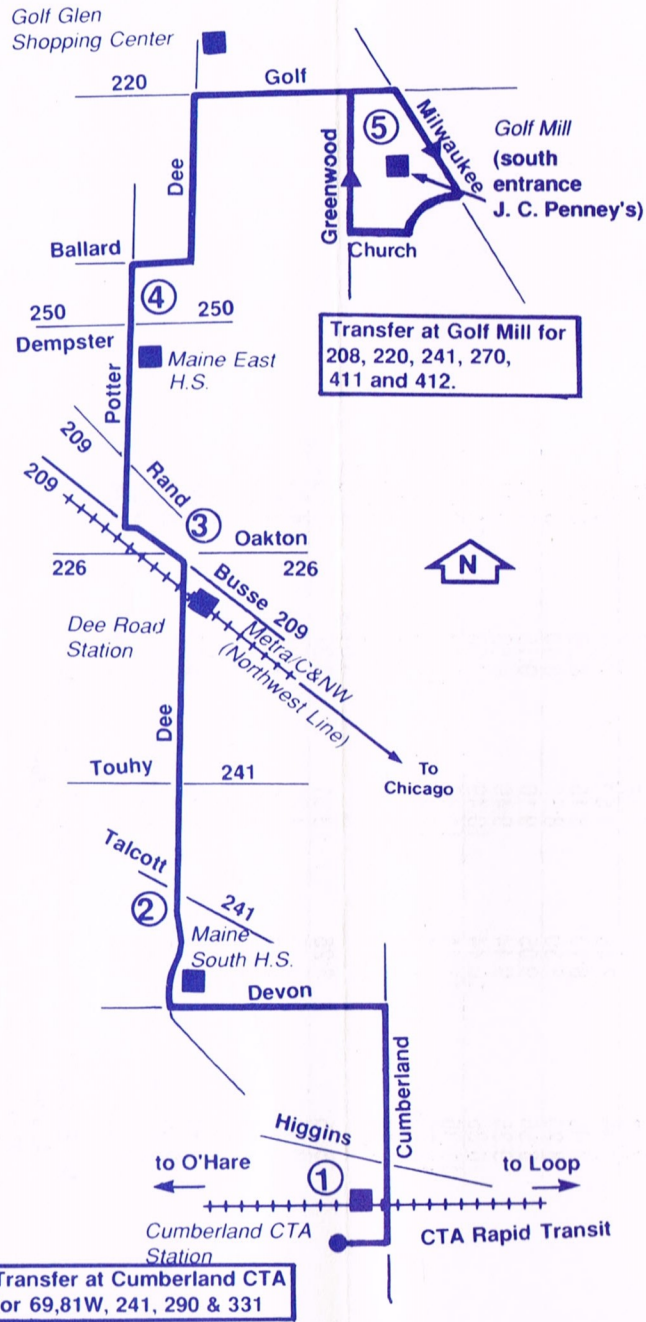 Golf Glen
Shopping Center
220
Golf
Dee
Greenwood
5
Milwaukee
Golf Mill
(south
entrance
J. C. Penney's)
Church
Ballard
4
250
250
Dempster
Transfer at Golf Mill for
208, 220, 241, 270,
411 and 412.
Maine East
H.S.
Potter
209
Rand
209
3
Oakton
226
226
N
Busse 209
Metra/C&NW
(Northwest Line)
Dee Road
Station
Dee
To
Chicago
Touhy
241
Talcott
2
241
Maine
South H.S.
Devon
Cumberland
Higgins
to O'Hare
1
to Loop
Cumberland CTA
Station
CTA Rapid Transit
Transfer at Cumberland CTA
or 69,81W, 241, 290 & 331